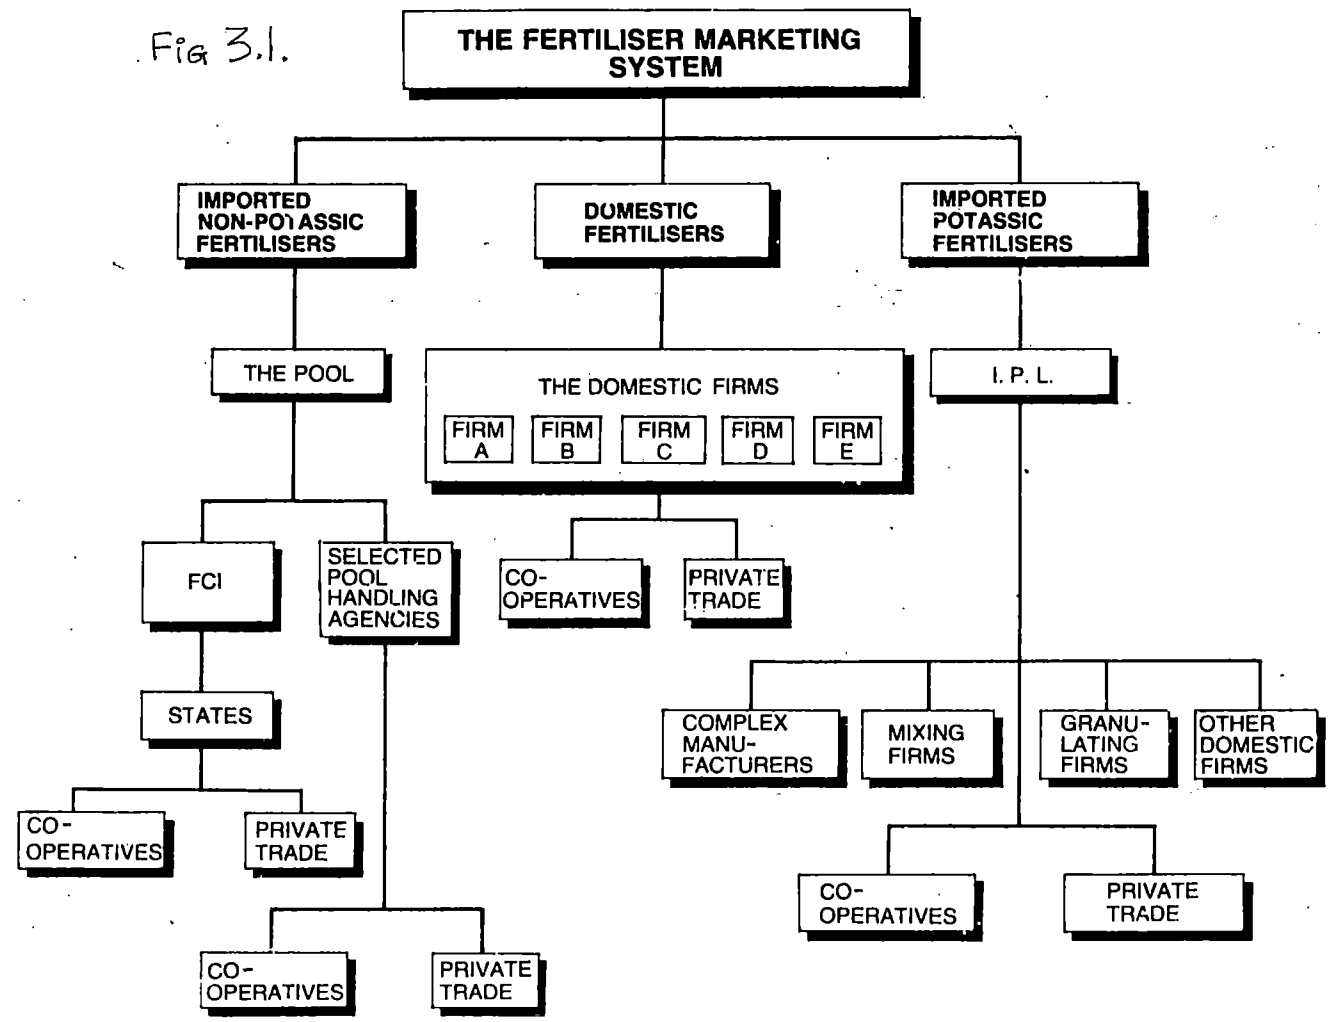 Fig 3.1.
THE FERTILISER MARKETING
SYSTEM
IMPORTED
NON-POTASSIC
FERTILISERS
DOMESTIC
FERTILISERS
IMPORTED
POTASSIC
FERTILISERS
THE POOL
THE DOMESTIC FIRMS
FIRM
A
FIRM
B
FIRM
C
FIRM
D
FIRM
E
I. P. L.
FCI
SELECTED
POOL
HANDLING
AGENCIES
CO-
OPERATIVES
PRIVATE
TRADE
STATES
COMPLEX
MANU-
FACTURERS
MIXING
FIRMS
GRANU-
LATING
FIRMS
OTHER
DOMESTIC
FIRMS
CO-
OPERATIVES
PRIVATE
TRADE
CO-
OPERATIVES
PRIVATE
TRADE
CO-
OPERATIVES
PRIVATE
TRADE